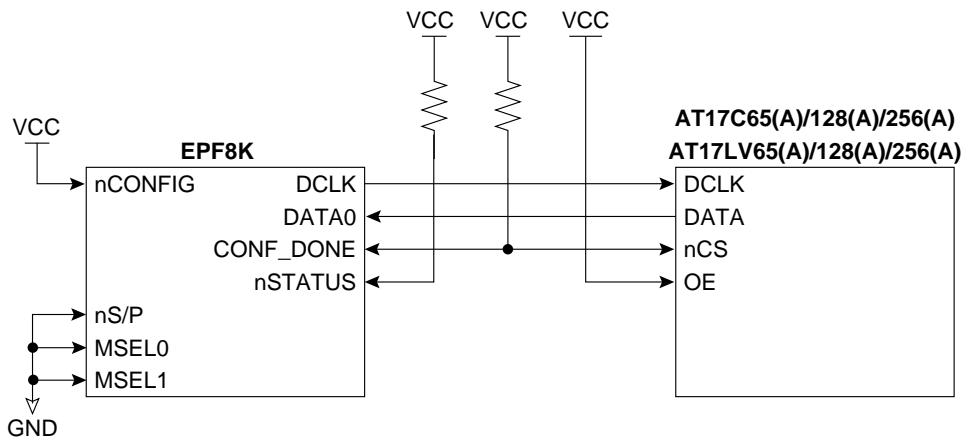 VCC VCC VCC
VCC
EPF8K
AT17C65(A)/128(A)/256(A)
AT17LV65(A)/128(A)/256(A)
nCONFIG DCLK DCLK
DATA0 DATA
CONF_DONE nCS
nSTATUS OE
nS/P
MSEL0
MSEL1
GND